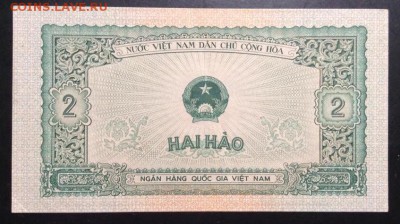 COINS.LAVE.RU
NƯỚC VIỆT NAM DÂN CHỦ CỘNG HÒA
2 2
HAI HÀO
NGÂN HÀNG QUỐC GIA VIỆT NAM